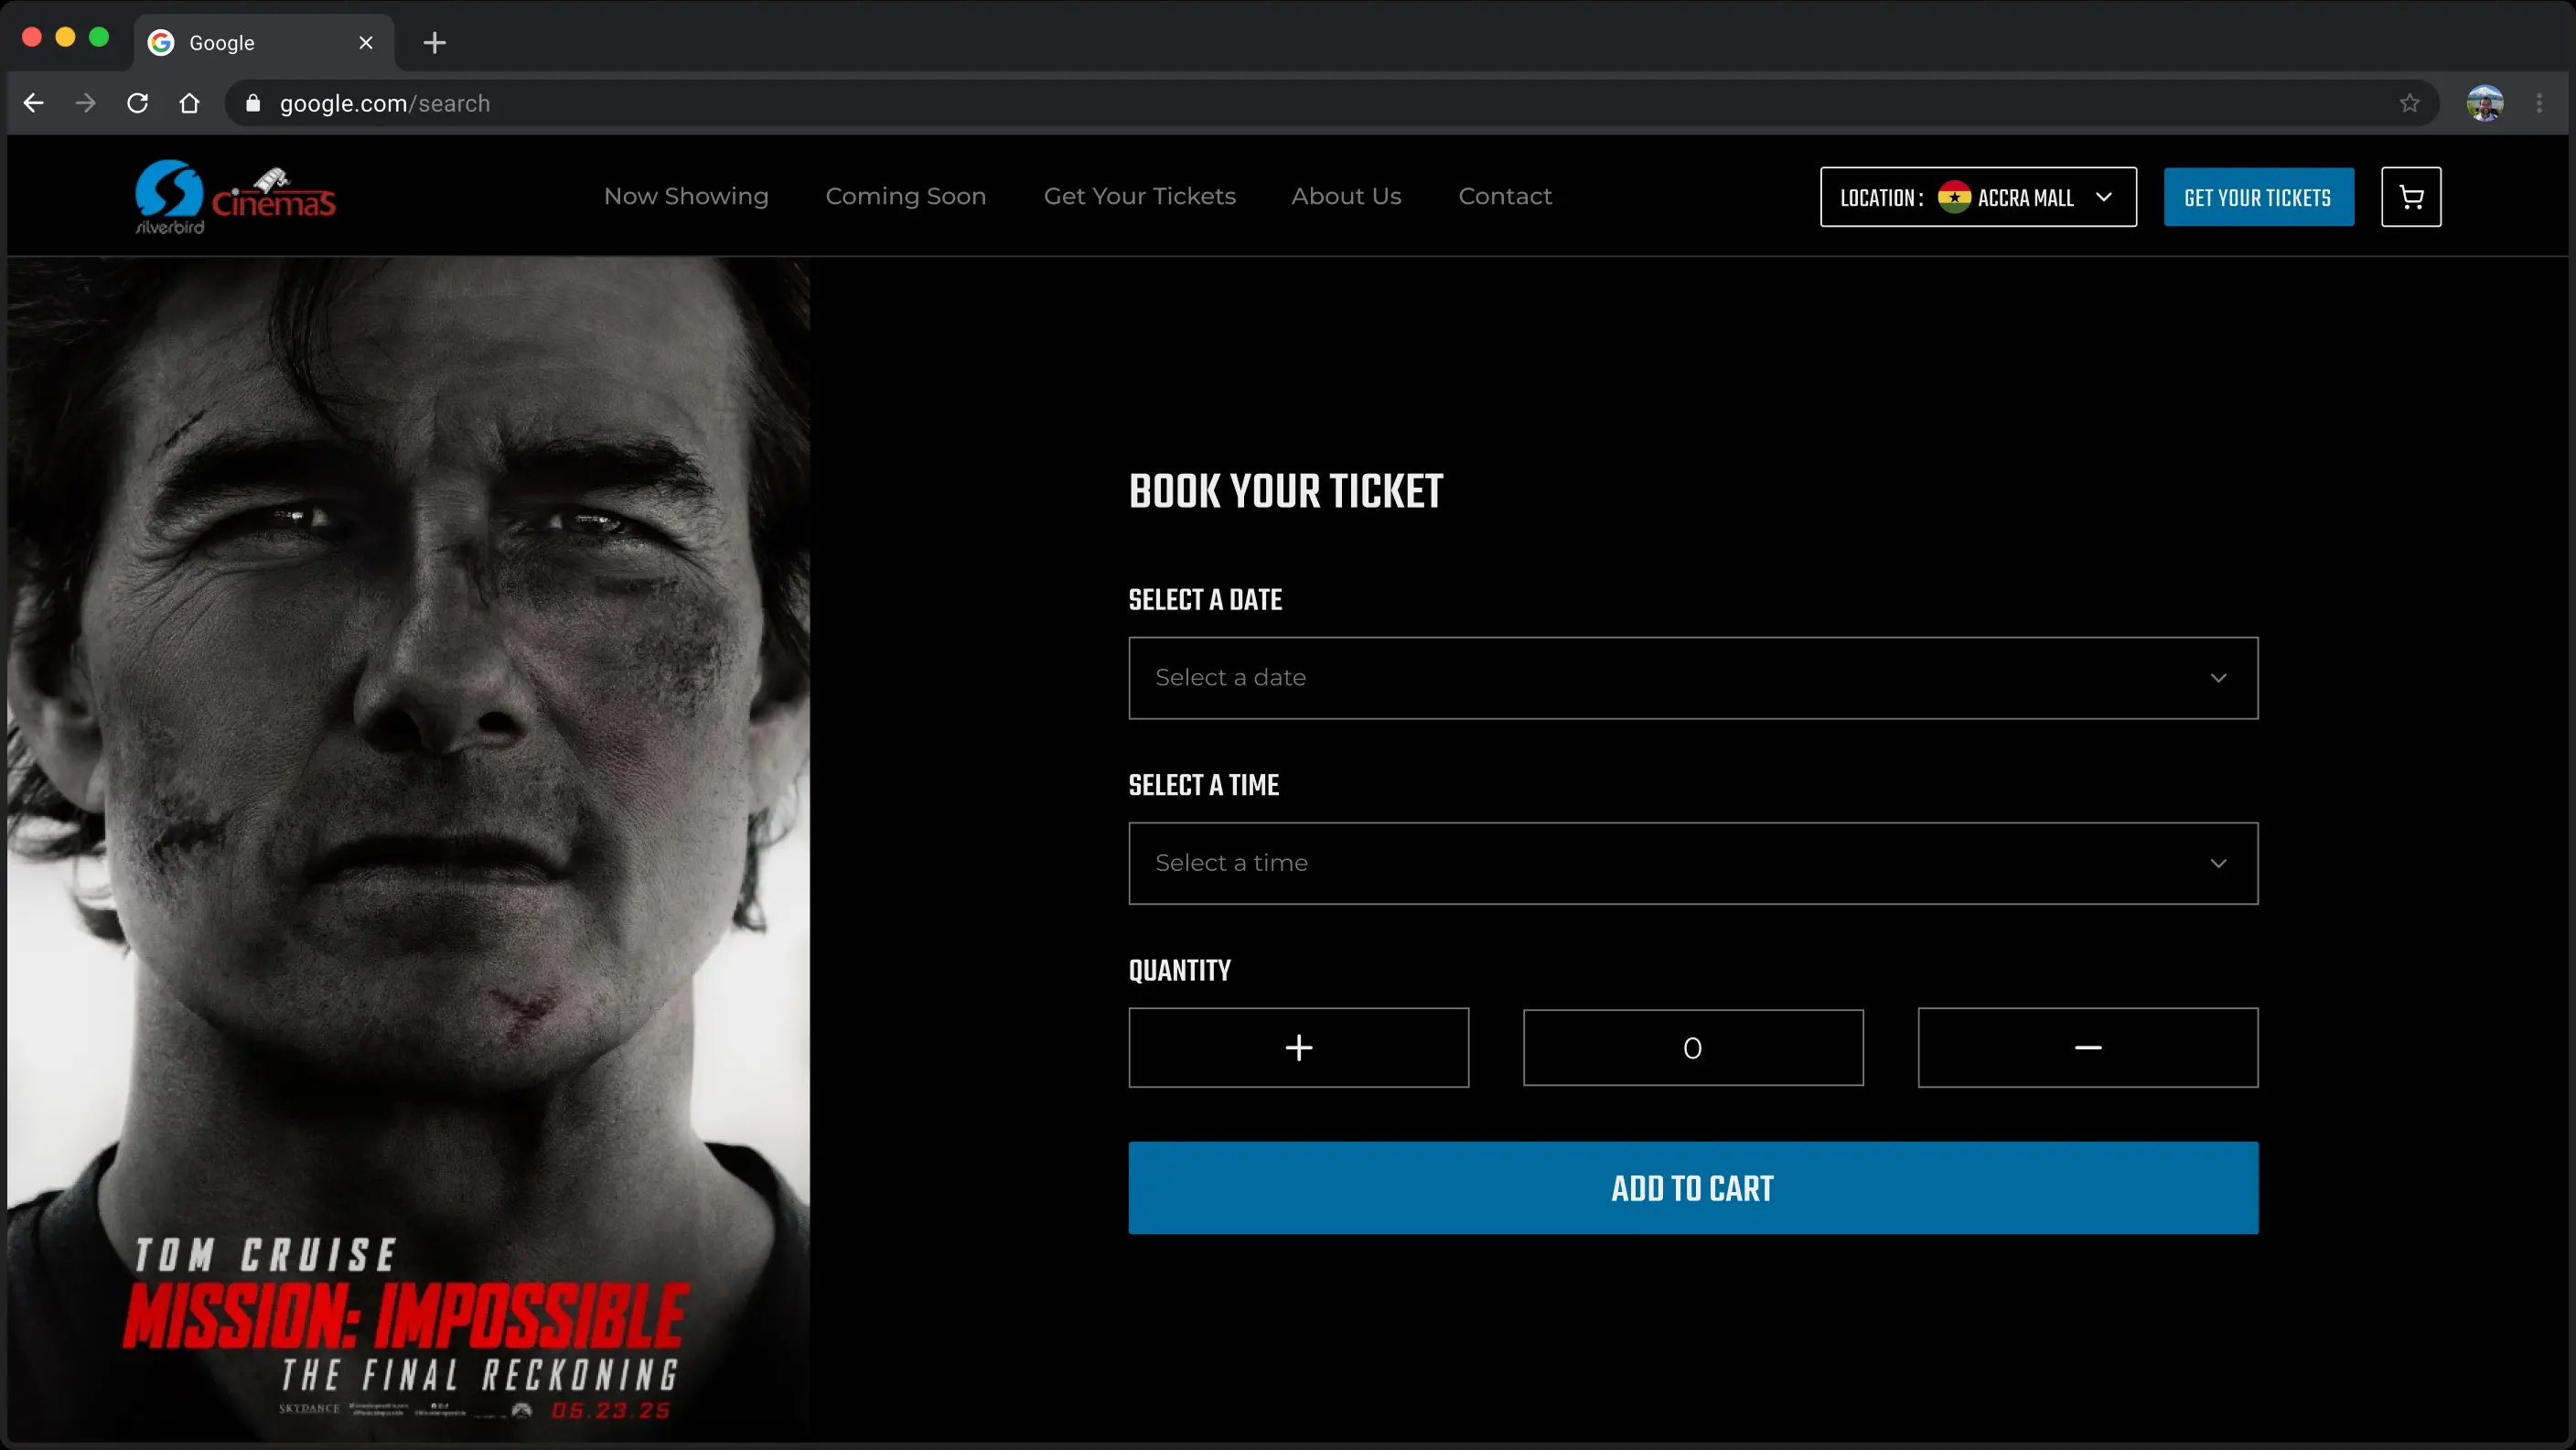 Google
google.com/search
silverbird
Cinemas
Now Showing
Coming Soon
Get Your Tickets
About Us
Contact
LOCATION :
ACCRA MALL
GET YOUR TICKETS
BOOK YOUR TICKET
SELECT A DATE
Select a date
SELECT A TIME
Select a time
QUANTITY
+
0
−
ADD TO CART
TOM CRUISE
MISSION: IMPOSSIBLE
THE FINAL RECKONING
SKYDANCE
05.23.25